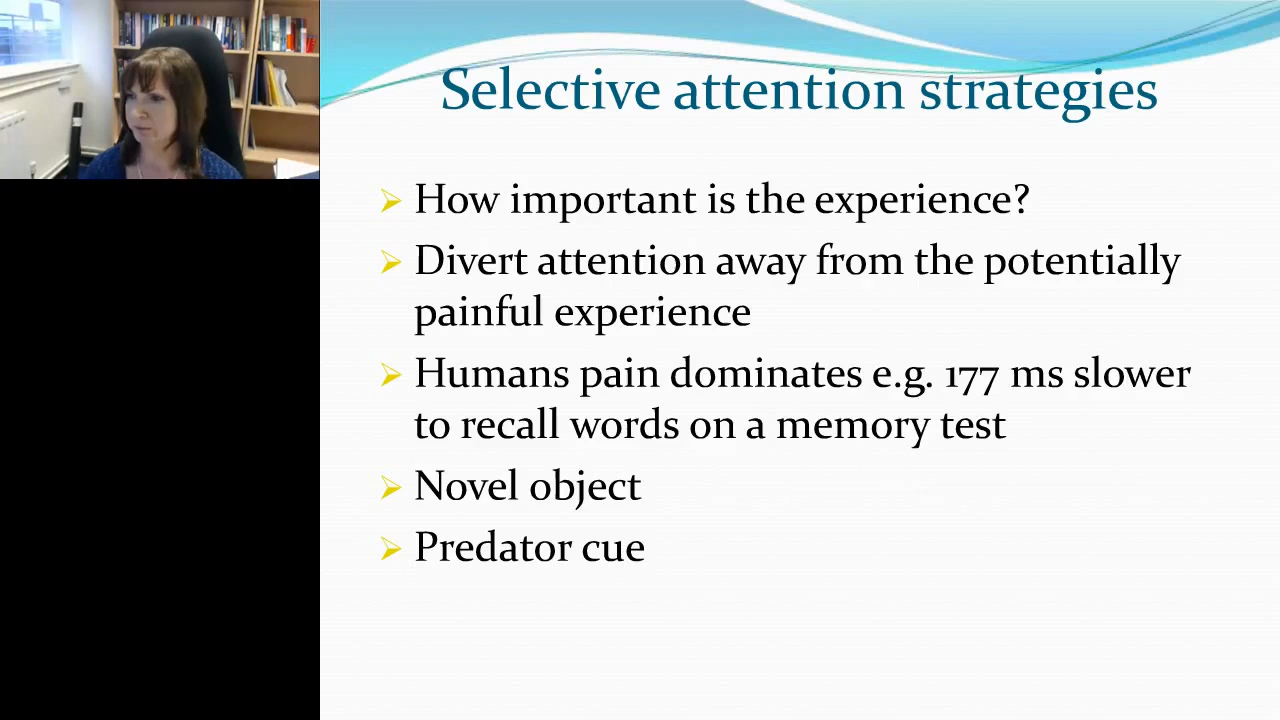 Selective attention strategies
How important is the experience?
Divert attention away from the potentially
painful experience
Humans pain dominates e.g. 177 ms slower
to recall words on a memory test
Novel object
Predator cue